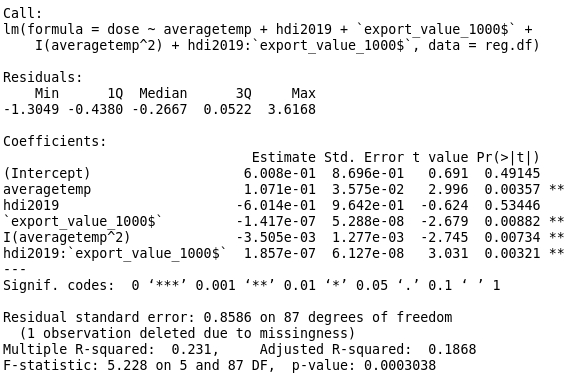 Call:
lm(formula = dose ~ averagetemp + hdi2019 + `export_value_1000$` +
    I(averagetemp^2) + hdi2019:`export_value_1000$`, data = reg.df)
Residuals:
    Min      1Q  Median      3Q     Max
-1.3049 -0.4380 -0.2667  0.0522  3.6168
Coefficients:
                               Estimate Std. Error t value Pr(>|t|)
(Intercept)                   6.008e-01  8.696e-01   0.691  0.49145
averagetemp                   1.071e-01  3.575e-02   2.996  0.00357 **
hdi2019                      -6.014e-01  9.642e-01  -0.624  0.53446
`export_value_1000$`         -1.417e-07  5.288e-08  -2.679  0.00882 **
I(averagetemp^2)             -3.505e-03  1.277e-03  -2.745  0.00734 **
hdi2019:`export_value_1000$`  1.857e-07  6.127e-08   3.031  0.00321 **
---
Signif. codes:  0 ‘***’ 0.001 ‘**’ 0.01 ‘*’ 0.05 ‘.’ 0.1 ‘ ’ 1
Residual standard error: 0.8586 on 87 degrees of freedom
  (1 observation deleted due to missingness)
Multiple R-squared:  0.231,     Adjusted R-squared:  0.1868
F-statistic: 5.228 on 5 and 87 DF,  p-value: 0.0003038